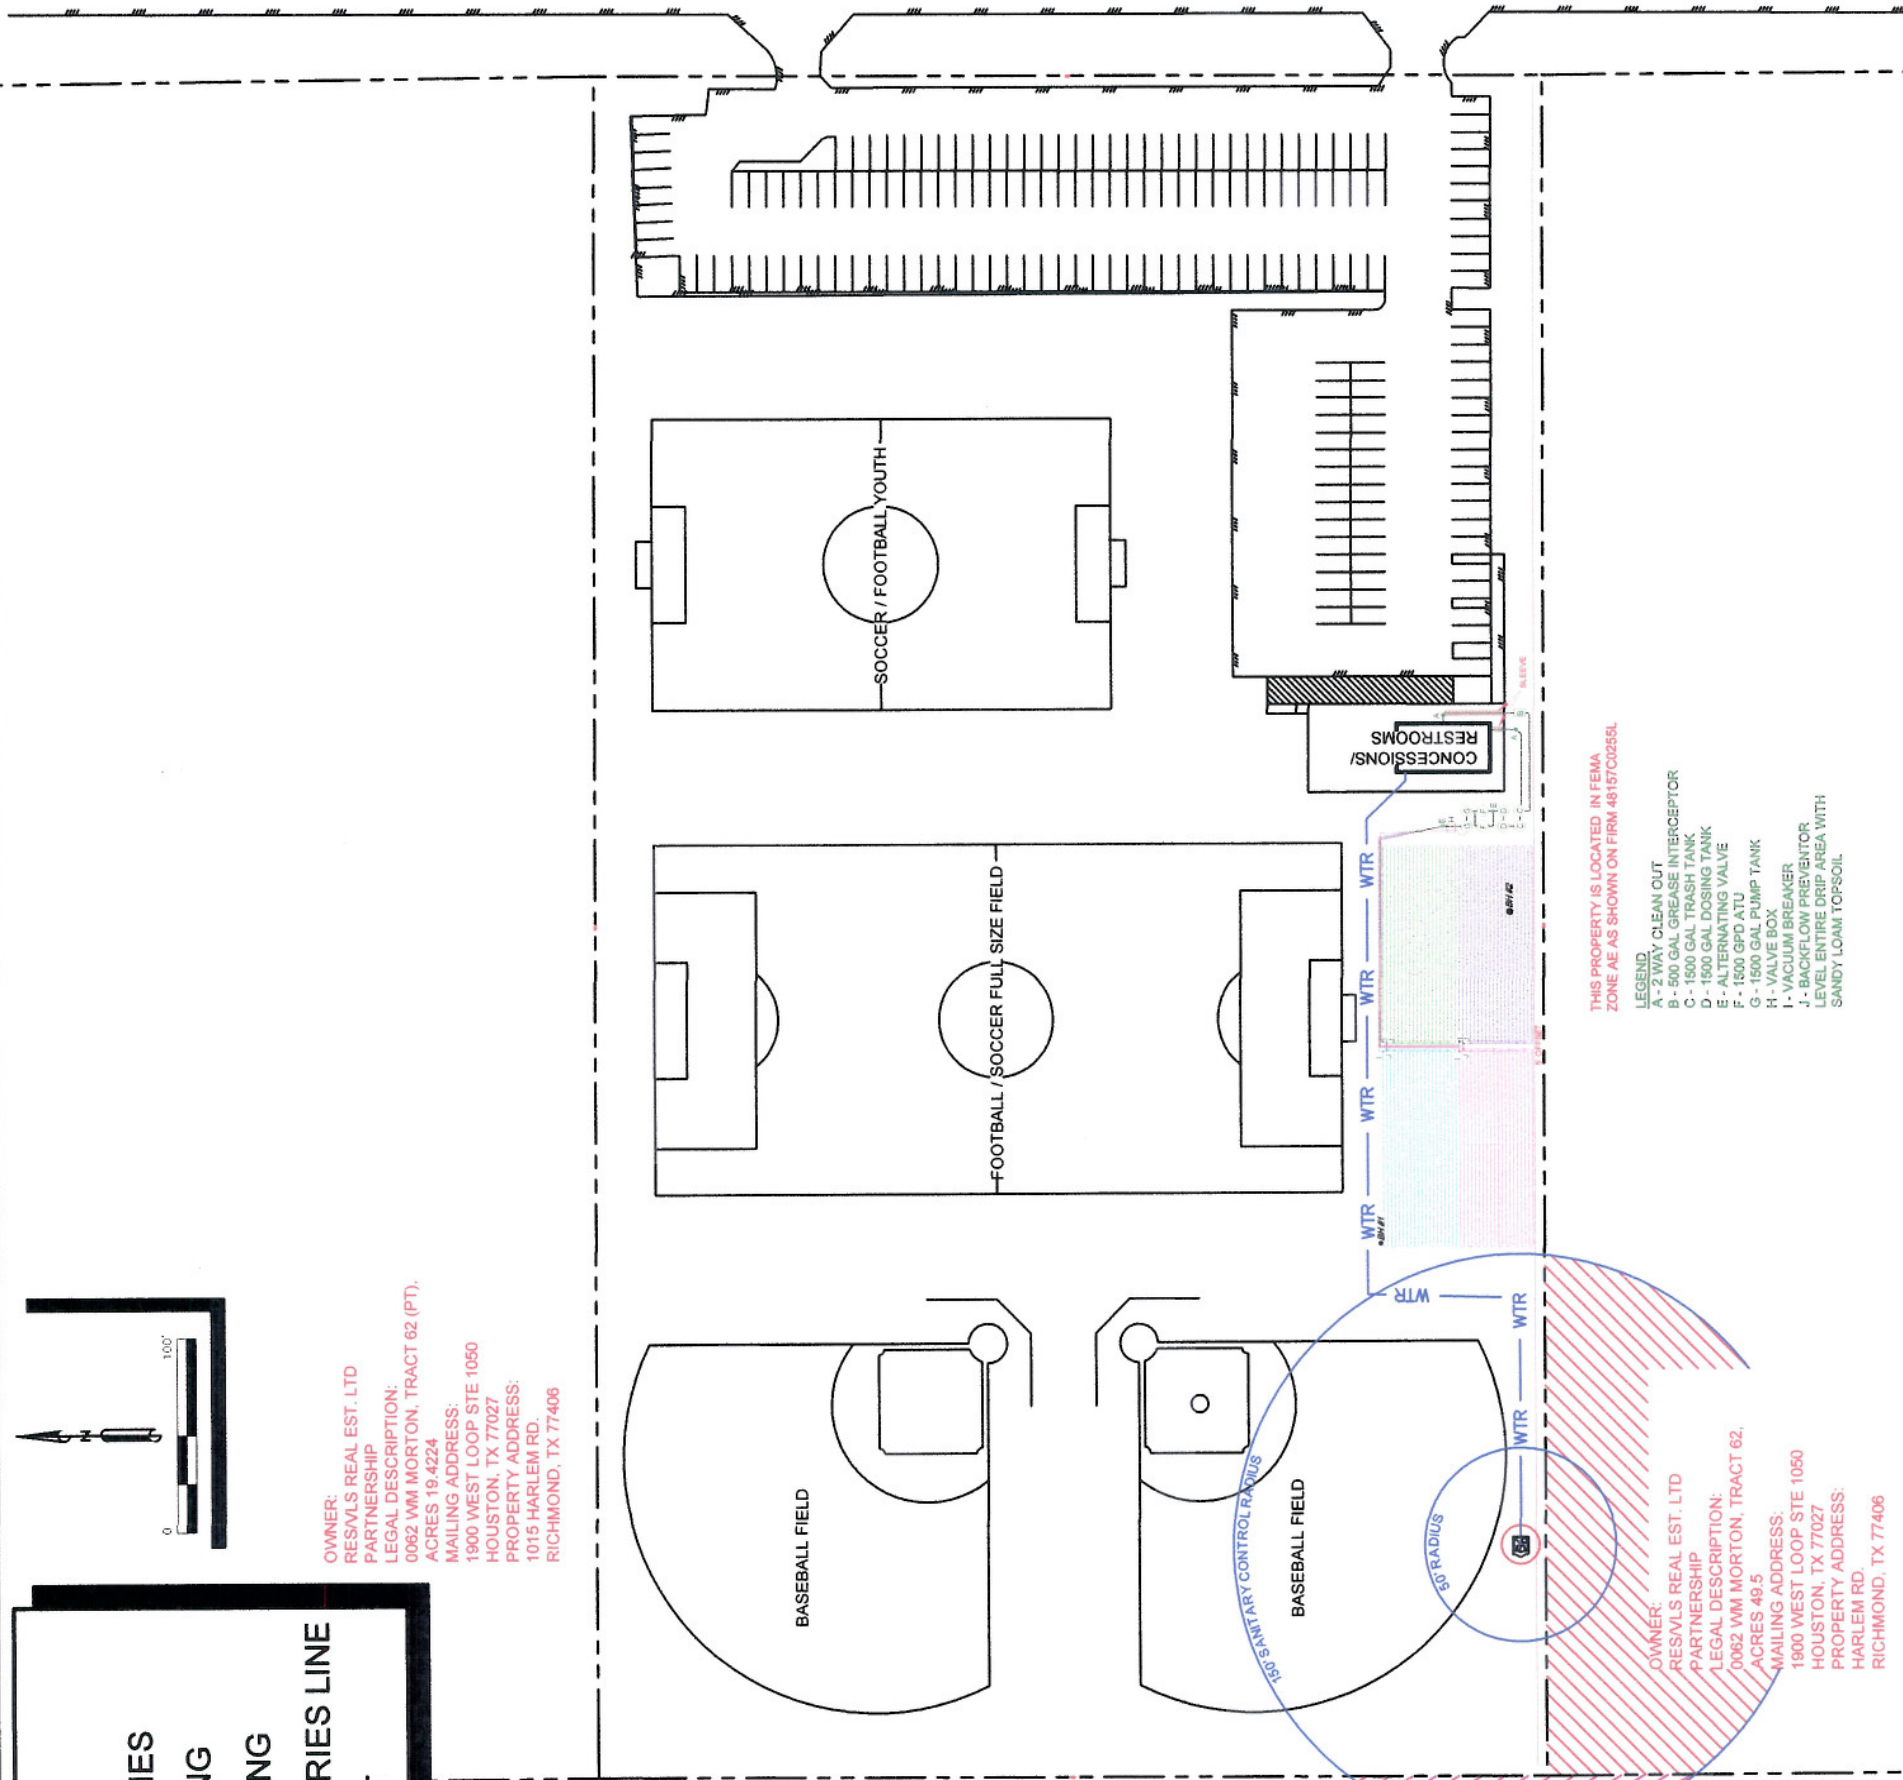 OWNER:
RES/VLS REAL EST. LTD
PARTNERSHIP
LEGAL DESCRIPTION:
0062 WM MORTON, TRACT 62 (PT).
ACRES 19.4224
MAILING ADDRESS:
1900 WEST LOOP STE 1050
HOUSTON, TX 77027
PROPERTY ADDRESS:
1015 HARLEM RD.
RICHMOND, TX 77406
N
0 100'
IES
NG
NG
RIES LINE
SOCCER / FOOTBALL YOUTH
FOOTBALL / SOCCER FULL SIZE FIELD
BASEBALL FIELD
BASEBALL FIELD
CONCESSIONS/
RESTROOMS
SLEEVE
A
B
A
WTR
WTR
WTR
WTR
WTR
WTR
WTR
BH #1
BH #2
150' SANITARY CONTROL RADIUS
50' RADIUS
THIS PROPERTY IS LOCATED IN FEMA
ZONE AE AS SHOWN ON FIRM 48157C0255L
LEGEND
A - 2 WAY CLEAN OUT
B - 500 GAL GREASE INTERCEPTOR
C - 1500 GAL TRASH TANK
D - 1500 GAL DOSING TANK
E - ALTERNATING VALVE
F - 1500 GPD ATU
G - 1500 GAL PUMP TANK
H - VALVE BOX
I - VACUUM BREAKER
J - BACKFLOW PREVENTOR
LEVEL ENTIRE DRIP AREA WITH
SANDY LOAM TOPSOIL
OWNER:
RES/VLS REAL EST. LTD
PARTNERSHIP
LEGAL DESCRIPTION:
0062 WM MORTON, TRACT 62,
ACRES 49.5
MAILING ADDRESS:
1900 WEST LOOP STE 1050
HOUSTON, TX 77027
PROPERTY ADDRESS:
HARLEM RD.
RICHMOND, TX 77406